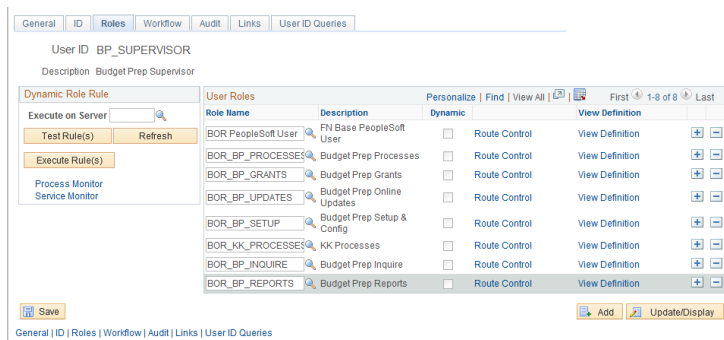 General ID Roles Workflow Audit Links User ID Queries
User ID BP_SUPERVISOR
Description Budget Prep Supervisor
Dynamic Role Rule
Execute on Server
Test Rule(s) Refresh
Execute Rule(s)
Process Monitor
Service Monitor
User Roles Personalize | Find | View All | | First 1-8 of 8 Last
Role Name Description Dynamic View Definition
BOR PeopleSoft User FN Base PeopleSoft User Route Control View Definition
BOR_BP_PROCESSES Budget Prep Processes Route Control View Definition
BOR_BP_GRANTS Budget Prep Grants Route Control View Definition
BOR_BP_UPDATES Budget Prep Online Updates Route Control View Definition
BOR_BP_SETUP Budget Prep Setup & Config Route Control View Definition
BOR_KK_PROCESSES KK Processes Route Control View Definition
BOR_BP_INQUIRE Budget Prep Inquire Route Control View Definition
BOR_BP_REPORTS Budget Prep Reports Route Control View Definition
Save Add Update/Display
General | ID | Roles | Workflow | Audit | Links | User ID Queries